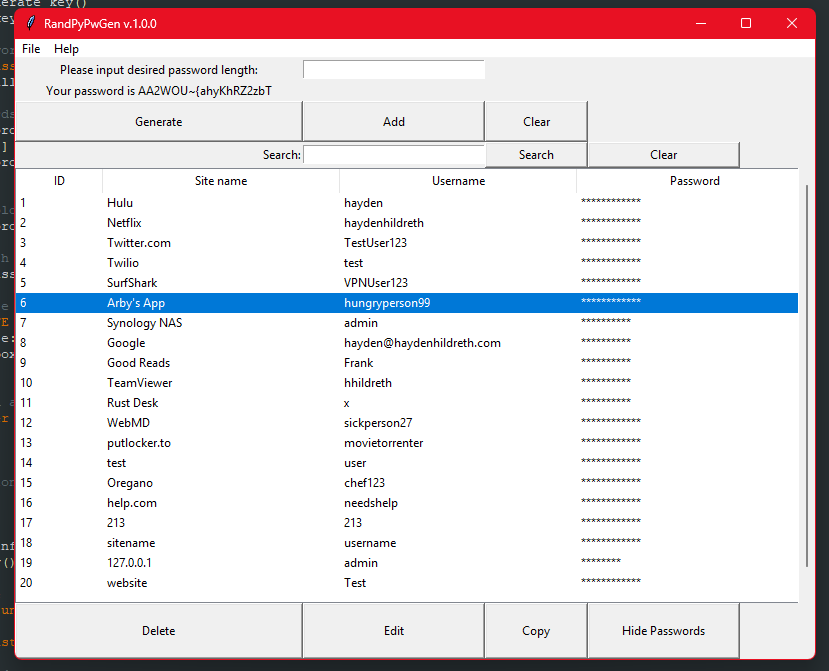 erate_key()
RandPyPwGen v.1.0.0
File Help
Please input desired password length:
Your password is AA2WOU~{ahyKhRZ2zbT
Generate Add Clear
Search: Search Clear
ID Site name Username Password
1 Hulu hayden ************
2 Netflix haydenhildreth ************
3 Twitter.com TestUser123 ************
4 Twilio test ************
5 SurfShark VPNUser123 ************
6 Arby's App hungryperson99 ************
7 Synology NAS admin **********
8 Google hayden@haydenhildreth.com **********
9 Good Reads Frank **********
10 TeamViewer hhildreth **********
11 Rust Desk x **********
12 WebMD sickperson27 ************
13 putlocker.to movietorrenter ************
14 test user ************
15 Oregano chef123 ************
16 help.com needshelp ************
17 213 213 ************
18 sitename username ************
19 127.0.0.1 admin ********
20 website Test ************
Delete Edit Copy Hide Passwords